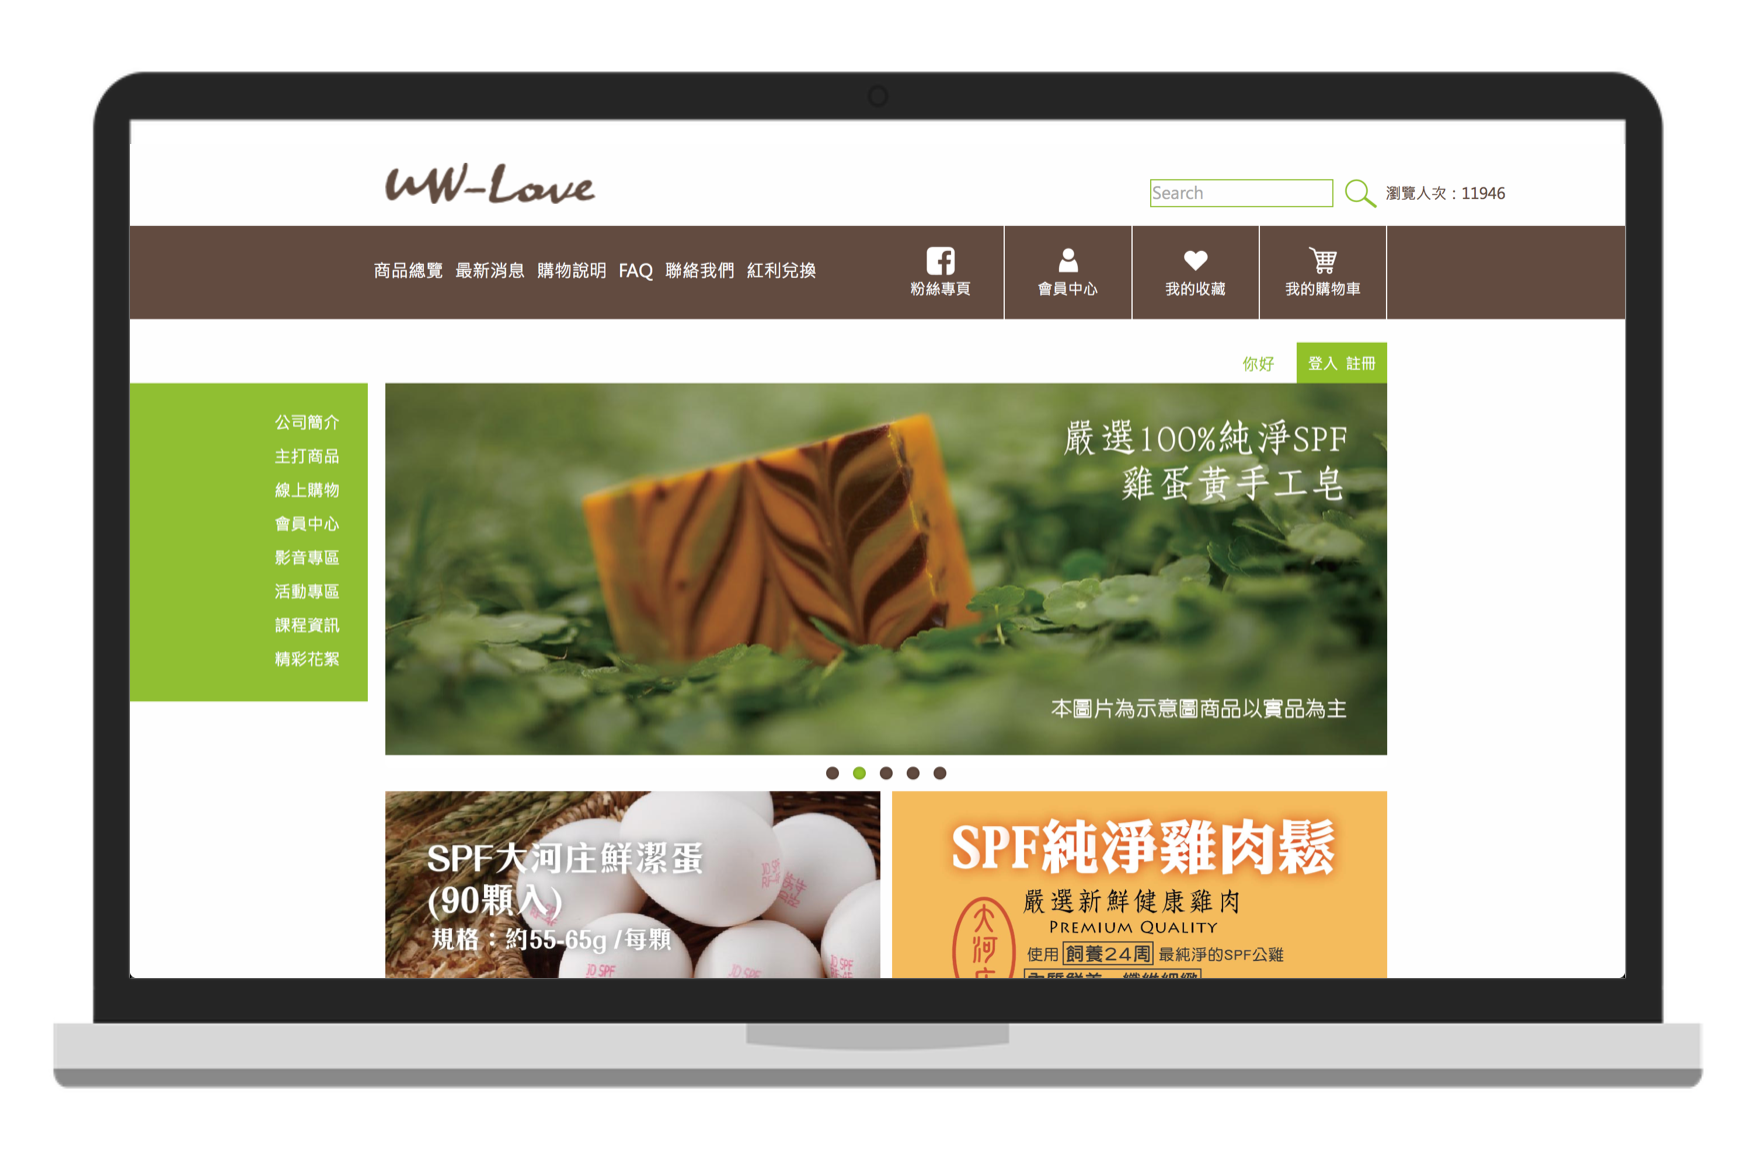 uW-Love
Search
瀏覽人次 : 11946
商品總覽 最新消息 購物說明 FAQ 聯絡我們 紅利兌換
粉絲專頁
會員中心
我的收藏
我的購物車
你好
登入 註冊
公司簡介
主打商品
線上購物
會員中心
影音專區
活動專區
課程資訊
精彩花絮
嚴選100%純淨SPF
雞蛋黃手工皂
本圖片為示意圖商品以實品為主
SPF大河庄鮮潔蛋
(90顆入)
規格：約55-65g /每顆
SPF純淨雞肉鬆
嚴選新鮮健康雞肉
PREMIUM QUALITY
大河
使用 飼養24周 最純淨的SPF公雞